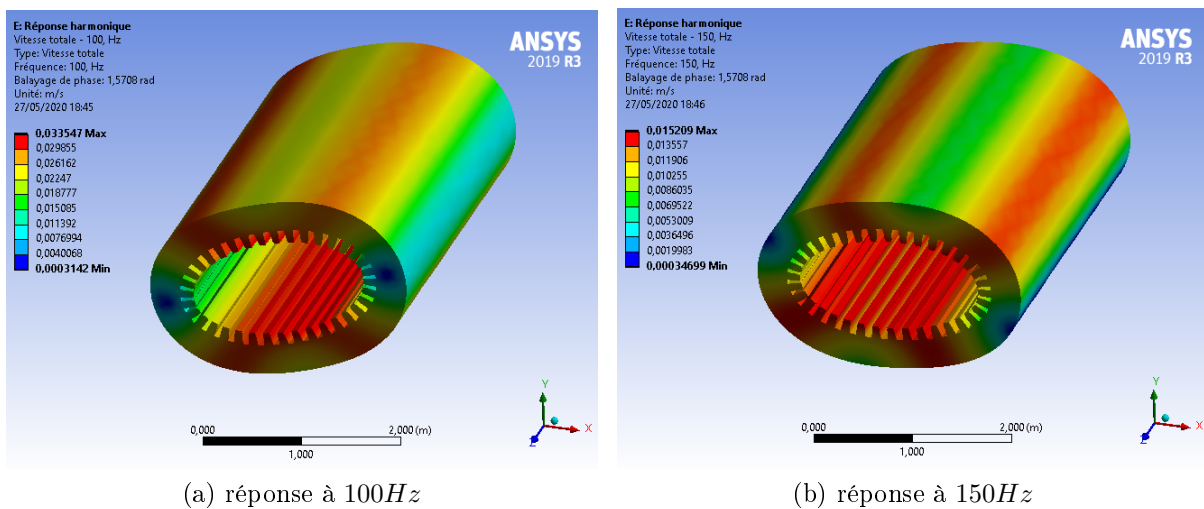 E: Réponse harmonique
Vitesse totale - 100, Hz
Type: Vitesse totale
Fréquence: 100, Hz
Balayage de phase: 1,5708 rad
Unité: m/s
27/05/2020 18:45
ANSYS
2019 R3
0,033547 Max
0,029855
0,026162
0,02247
0,018777
0,015085
0,011392
0,0076994
0,0040068
0,0003142 Min
0,000
2,000 (m)
1,000
Y
X
Z
(a) réponse à 100Hz
E: Réponse harmonique
Vitesse totale - 150, Hz
Type: Vitesse totale
Fréquence: 150, Hz
Balayage de phase: 1,5708 rad
Unité: m/s
27/05/2020 18:46
ANSYS
2019 R3
0,015209 Max
0,013557
0,011906
0,010255
0,0086035
0,0069522
0,0053009
0,0036496
0,0019983
0,00034699 Min
0,000
2,000 (m)
1,000
Y
X
Z
(b) réponse à 150Hz